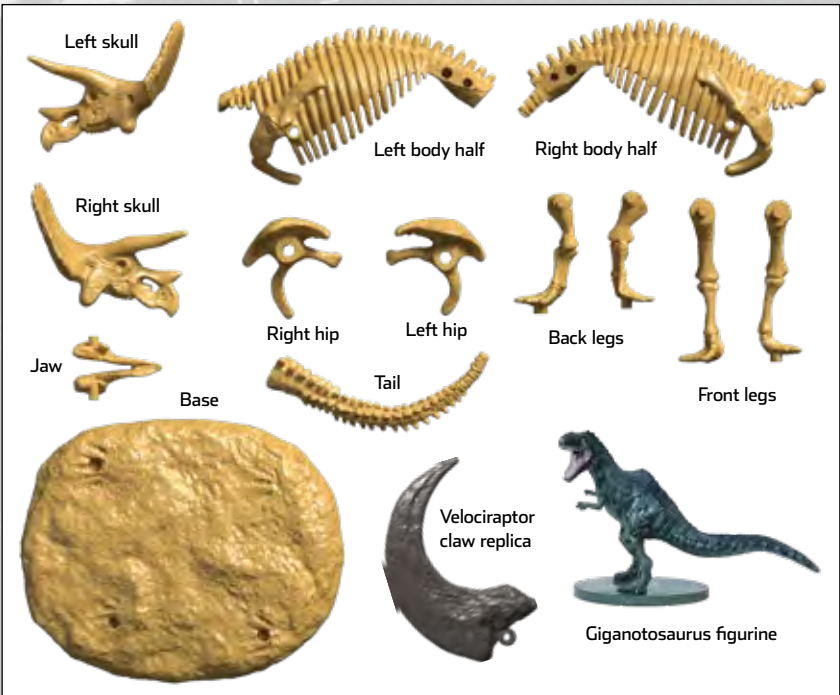 Left skull
Left body half
Right body half
Right skull
Right hip
Left hip
Back legs
Front legs
Jaw
Tail
Base
Velociraptor
claw replica
Giganotosaurus figurine